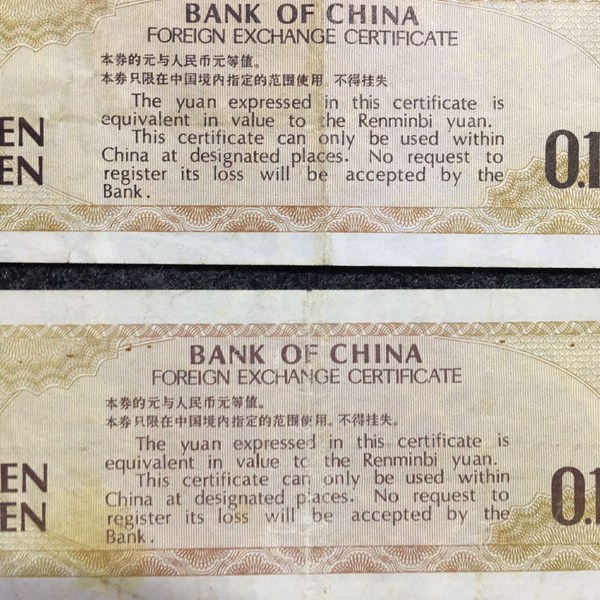 BANK OF CHINA
FOREIGN EXCHANGE CERTIFICATE
本券的元与人民币元等值。
本券只限在中国境内指定的范围使用,不得挂失
The yuan expressed in this certificate is
equivalent in value to the Renminbi yuan.
This certificate can only be used within
China at designated places. No request to
register its loss will be accepted by the
Bank.
EN
EN
0.1
BANK OF CHINA
FOREIGN EXCHANGE CERTIFICATE
本券的元与人民币元等值。
本券只限在中国境内指定的范围使用。不得挂失。
The yuan expressed in this certificate is
equivalent in value to the Renminbi yuan.
This certificate can only be used within
China at designated places. No request to
register its loss will be accepted by the
Bank.
EN
EN
0.1